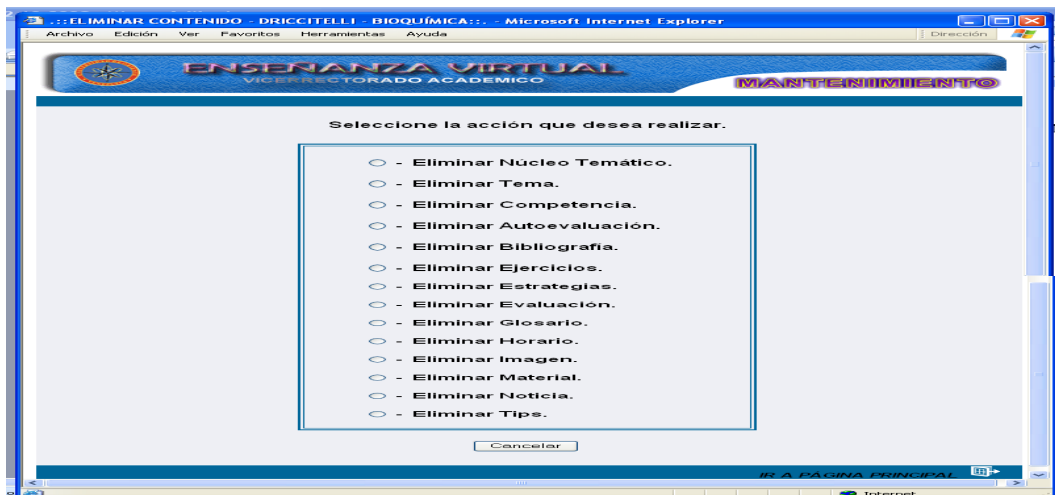 .::ELIMINAR CONTENIDO - DRICCITELLI - BIOQUÍMICA::. - Microsoft Internet Explorer
Archivo Edición Ver Favoritos Herramientas Ayuda Dirección
ENSEÑANZA VIRTUAL
VICERRECTORADO ACADEMICO
MANTENIMIENTO
Seleccione la acción que desea realizar.
- Eliminar Núcleo Temático.
- Eliminar Tema.
- Eliminar Competencia.
- Eliminar Autoevaluación.
- Eliminar Bibliografía.
- Eliminar Ejercicios.
- Eliminar Estrategias.
- Eliminar Evaluación.
- Eliminar Glosario.
- Eliminar Horario.
- Eliminar Imagen.
- Eliminar Material.
- Eliminar Noticia.
- Eliminar Tips.
Cancelar
IR A PÁGINA PRINCIPAL
Internet